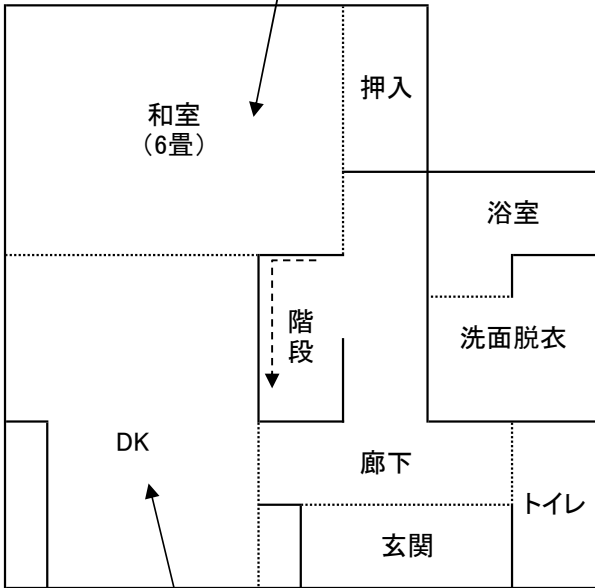 押入
和室
（6畳）
浴室
階
段
洗面脱衣
DK
廊下
トイレ
玄関